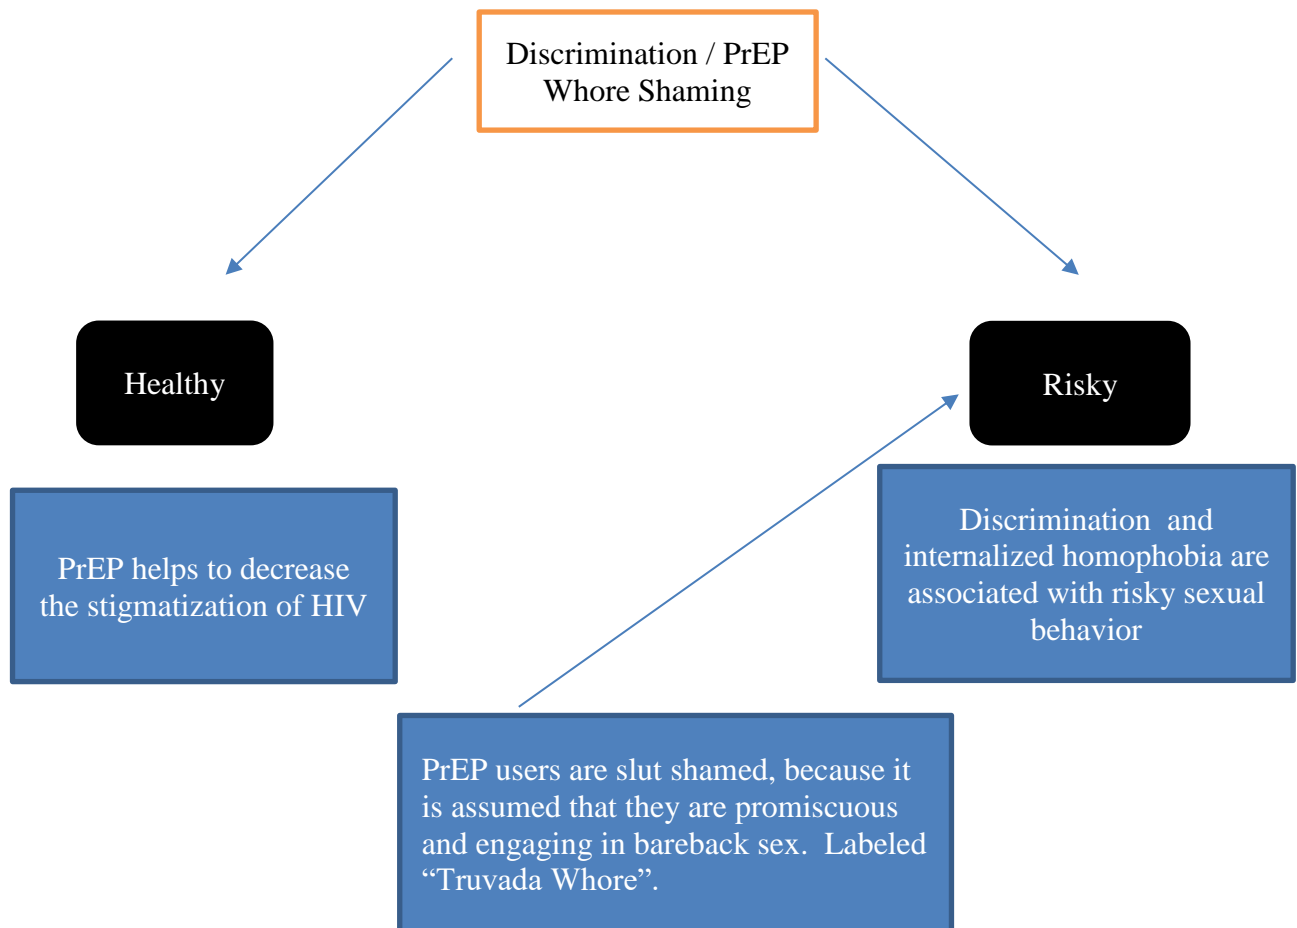 Discrimination / PrEP
Whore Shaming
Healthy
Risky
PrEP helps to decrease
the stigmatization of HIV
Discrimination  and
internalized homophobia are
associated with risky sexual
behavior
PrEP users are slut shamed, because it
is assumed that they are promiscuous
and engaging in bareback sex.  Labeled
“Truvada Whore”.